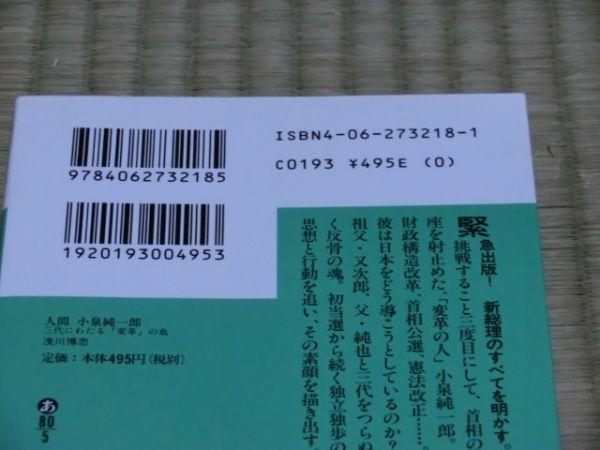 ISBN4-06-273218-1
C0193 ¥495E (0)
9784062732185
1920193004953
緊急出版! 新総理のすべてを明かす。
挑戦すること三度目にして、首相の
座を射止めた、「変革の人」小泉純一郎。
財政構造改革、首相公選、憲法改正……。
彼は日本をどう導こうとしているのか?
祖父・又次郎、父・純也と三代をつらぬ
く反骨の魂。初当選から続く独立独歩の
思想と行動を追い、その素顔を描き出す。
人間 小泉純一郎
三代にわたる「変革」の血
浅川博忠
定価:本体495円(税別)
あ
80
5